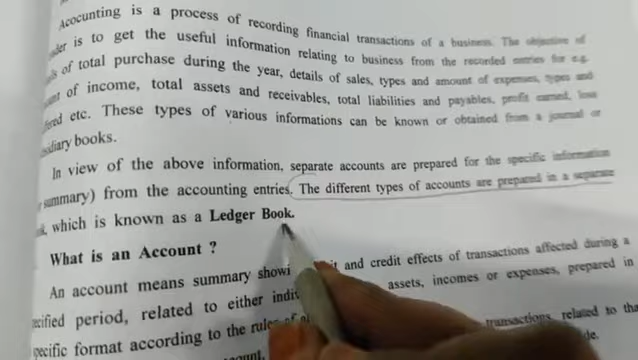 Acocunting is a process of recording financial transactions of a business. The objective of
is to get the useful information relating to business from the recorded entries for e.g.
of total purchase during the year, details of sales, types and amount of expenses, types and
of income, total assets and receivables, total liabilities and payables, profit earned, loss
etc. These types of various informations can be known or obtained from a journal or
books.
In view of the above information, separate accounts are prepared for the specific information
summary) from the accounting entries. The different types of accounts are prepared in a separate
which is known as a Ledger Book.
What is an Account ?
An account means summary and credit effects of transactions affected during a
period, related to either assets, incomes or expenses, prepared in
format according to the rules of transactions related to